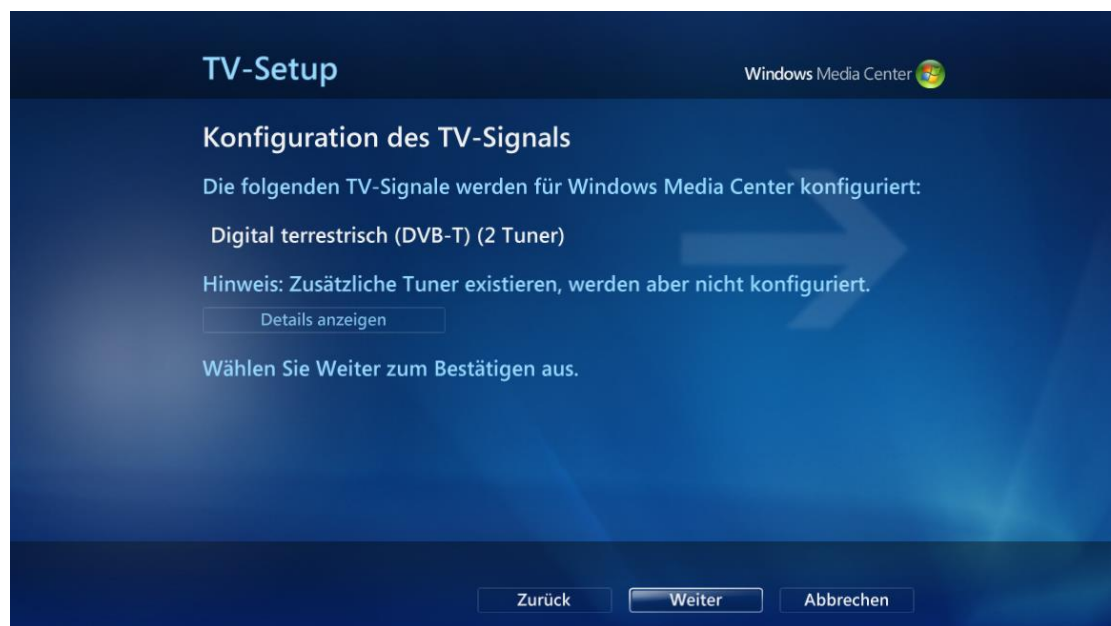 TV-Setup
Windows Media Center
Konfiguration des TV-Signals
Die folgenden TV-Signale werden für Windows Media Center konfiguriert:
Digital terrestrisch (DVB-T) (2 Tuner)
Hinweis: Zusätzliche Tuner existieren, werden aber nicht konfiguriert.
Details anzeigen
Wählen Sie Weiter zum Bestätigen aus.
Zurück
Weiter
Abbrechen